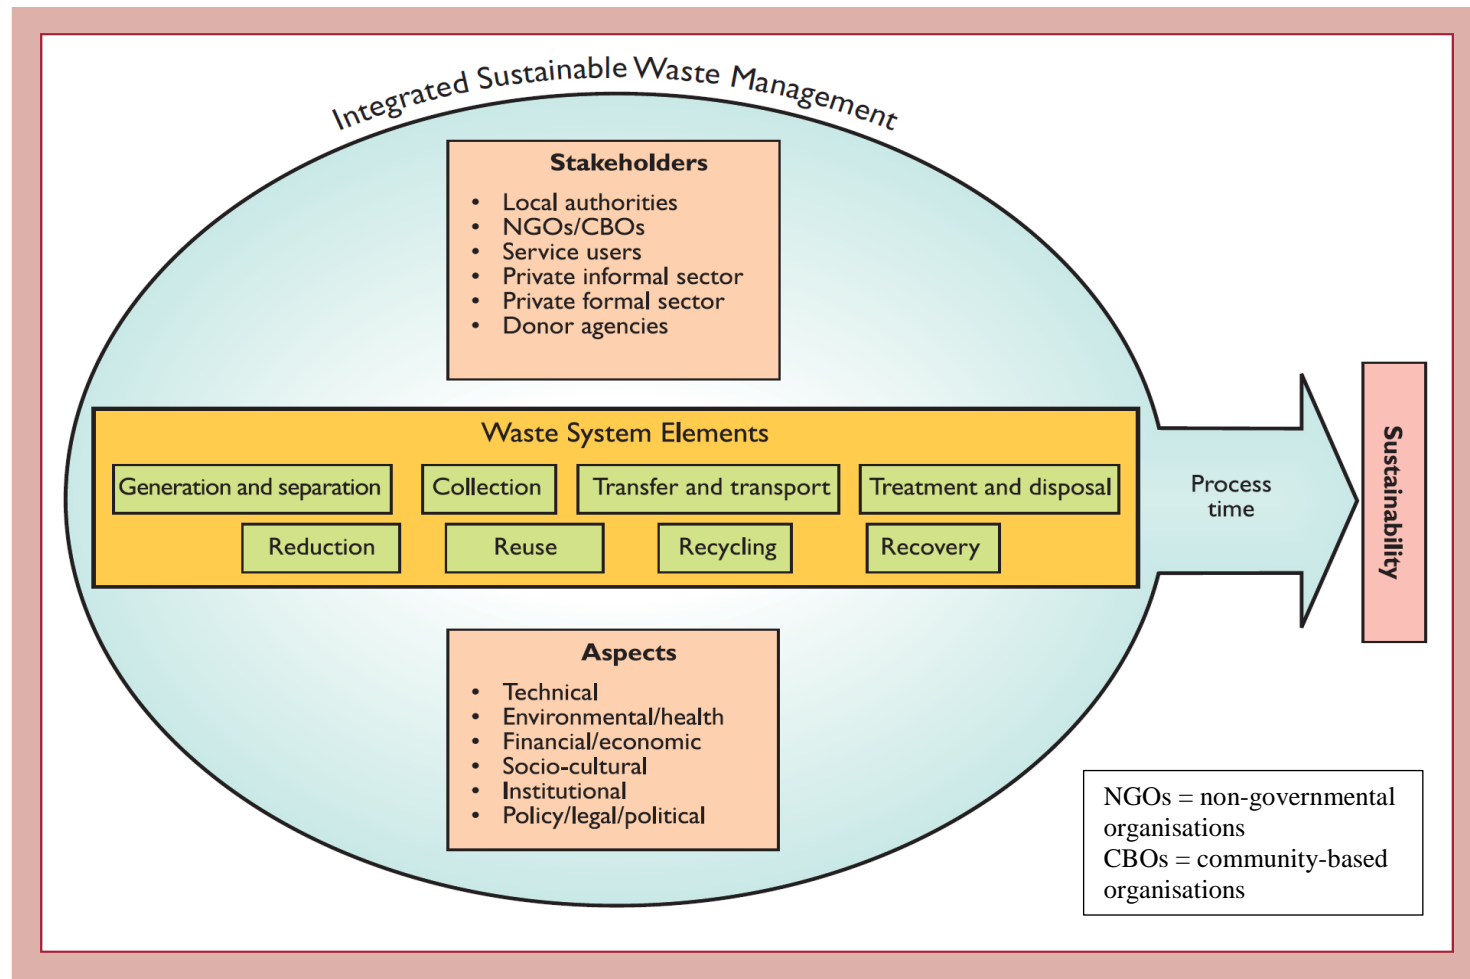 Integrated Sustainable Waste Management
Stakeholders
• Local authorities
• NGOs/CBOs
• Service users
• Private informal sector
• Private formal sector
• Donor agencies
Waste System Elements
Generation and separation
Collection
Transfer and transport
Treatment and disposal
Reduction
Reuse
Recycling
Recovery
Process
time
Sustainability
Aspects
• Technical
• Environmental/health
• Financial/economic
• Socio-cultural
• Institutional
• Policy/legal/political
NGOs = non-governmental
organisations
CBOs = community-based
organisations